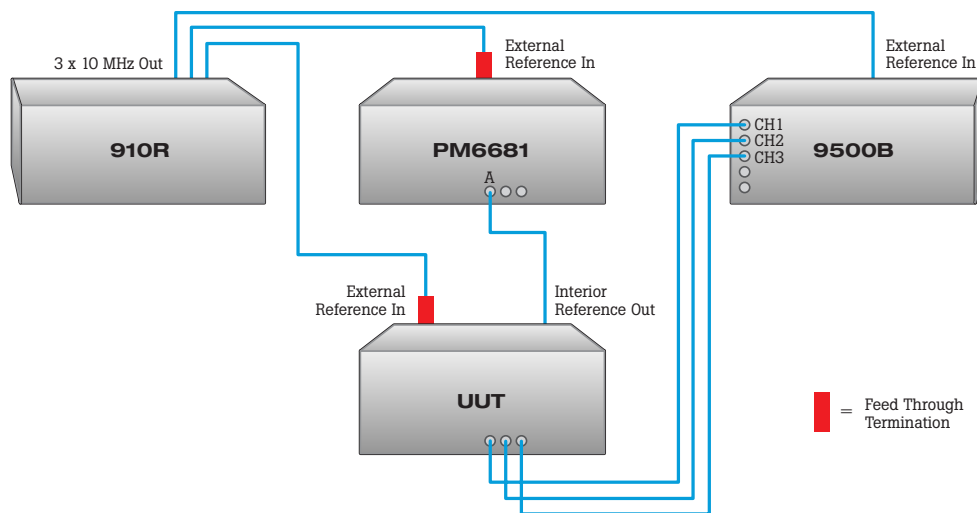 3 x 10 MHz Out
External
Reference In
External
Reference In
910R
PM6681
A
CH1
CH2
CH3
9500B
External
Reference In
Interior
Reference Out
UUT
= Feed Through
Termination